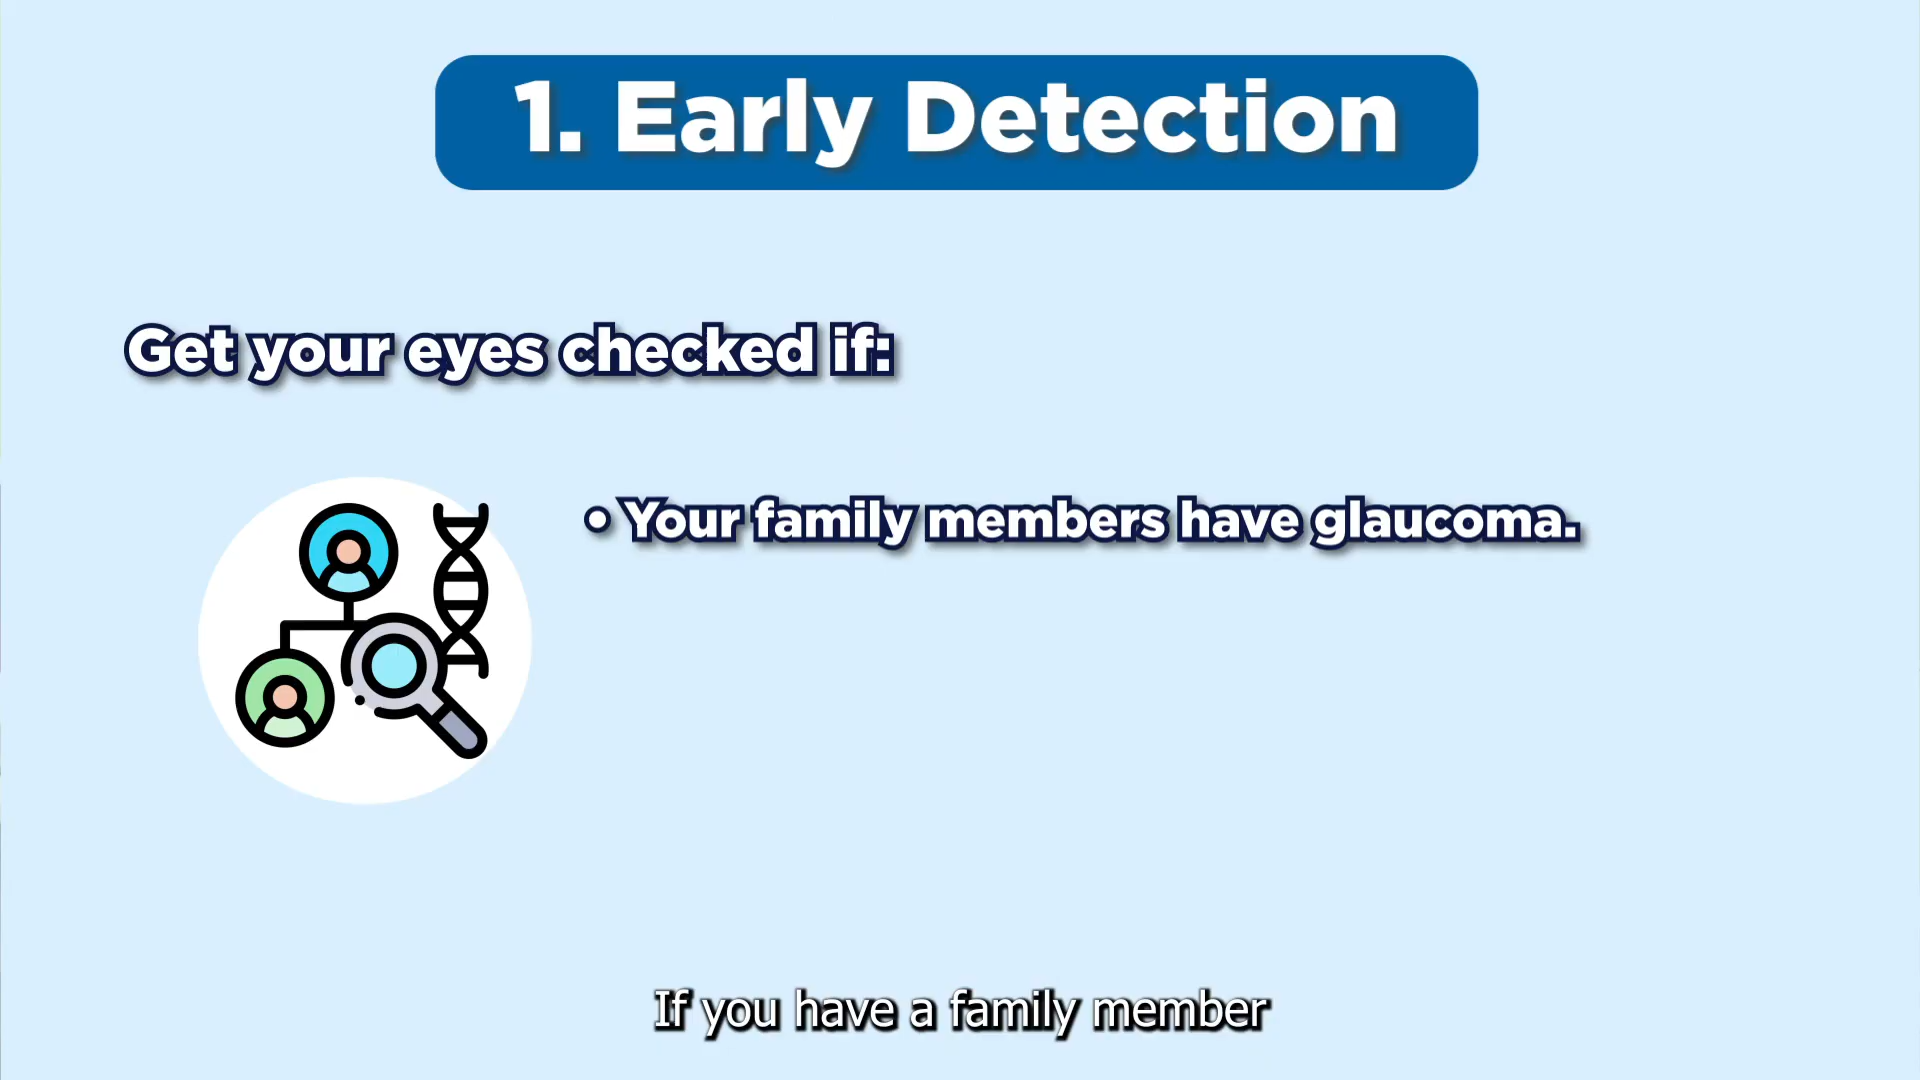 1. Early Detection
Get your eyes checked if:
• Your family members have glaucoma.
If you have a family member